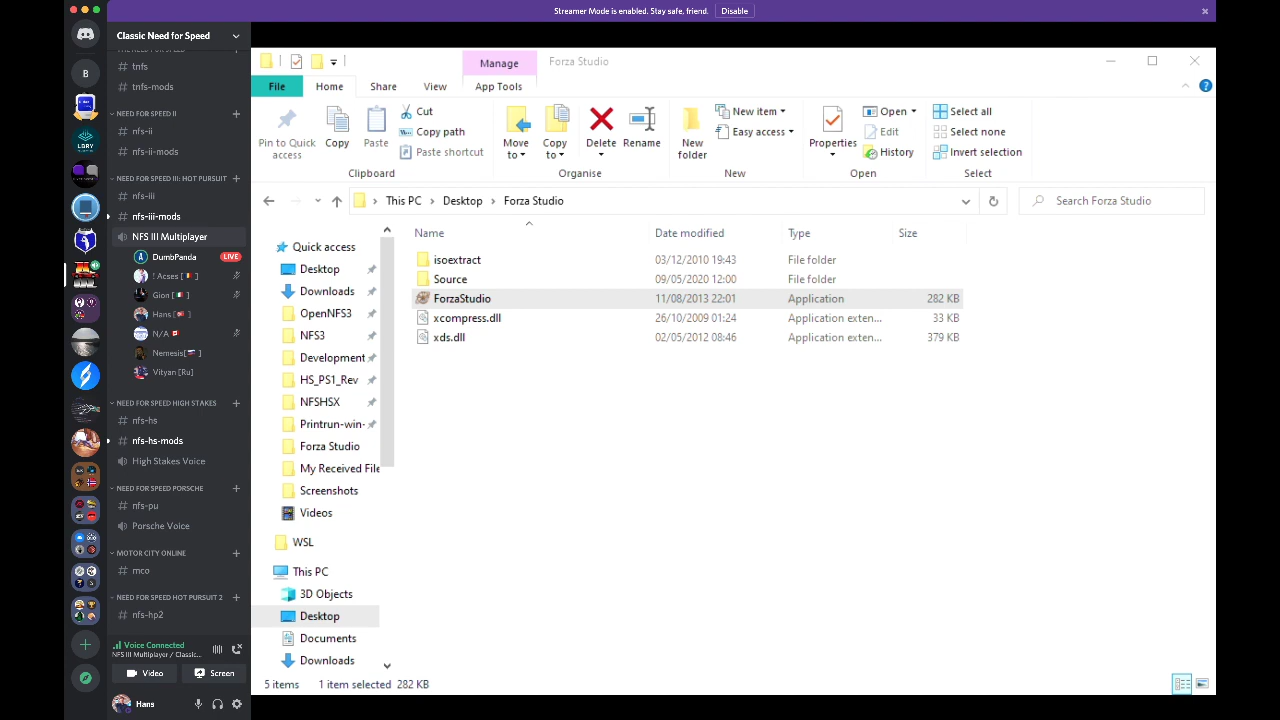 Streamer Mode is enabled. Stay safe, friend.
Disable
Classic Need for Speed
tnfs
tnfs-mods
NEED FOR SPEED II
nfs-ii
nfs-ii-mods
NEED FOR SPEED III: HOT PURSUIT
nfs-iii
nfs-iii-mods
NFS III Multiplayer
DumbPanda
LIVE
! Acses [
Gion [
Hans [
N/A
Nemesis[
Vityan [Ru]
NEED FOR SPEED HIGH STAKES
nfs-hs
nfs-hs-mods
High Stakes Voice
NEED FOR SPEED PORSCHE
nfs-pu
Porsche Voice
MOTOR CITY ONLINE
mco
NEED FOR SPEED HOT PURSUIT 2
nfs-hp2
Voice Connected
NFS III Multiplayer / Classic...
Video
Screen
Hans
B
Manage
Forza Studio
File
Home
Share
View
App Tools
Pin to Quick access
Copy
Paste
Cut
Copy path
Paste shortcut
Clipboard
Move to
Copy to
Delete
Rename
Organise
New folder
New item
Easy access
New
Properties
Open
Edit
History
Open
Select all
Select none
Invert selection
Select
This PC
Desktop
Forza Studio
Search Forza Studio
Quick access
Desktop
Downloads
OpenNFS3
NFS3
Development
HS_PS1_Rev
NFSHSX
Printrun-win-
Forza Studio
My Received File
Screenshots
Videos
WSL
This PC
3D Objects
Desktop
Documents
Downloads
Name Date modified Type Size
isoextract 03/12/2010 19:43 File folder
Source 09/05/2020 12:00 File folder
ForzaStudio 11/08/2013 22:01 Application 282 KB
xcompress.dll 26/10/2009 01:24 Application exten... 33 KB
xds.dll 02/05/2012 08:46 Application exten... 379 KB
5 items 1 item selected 282 KB